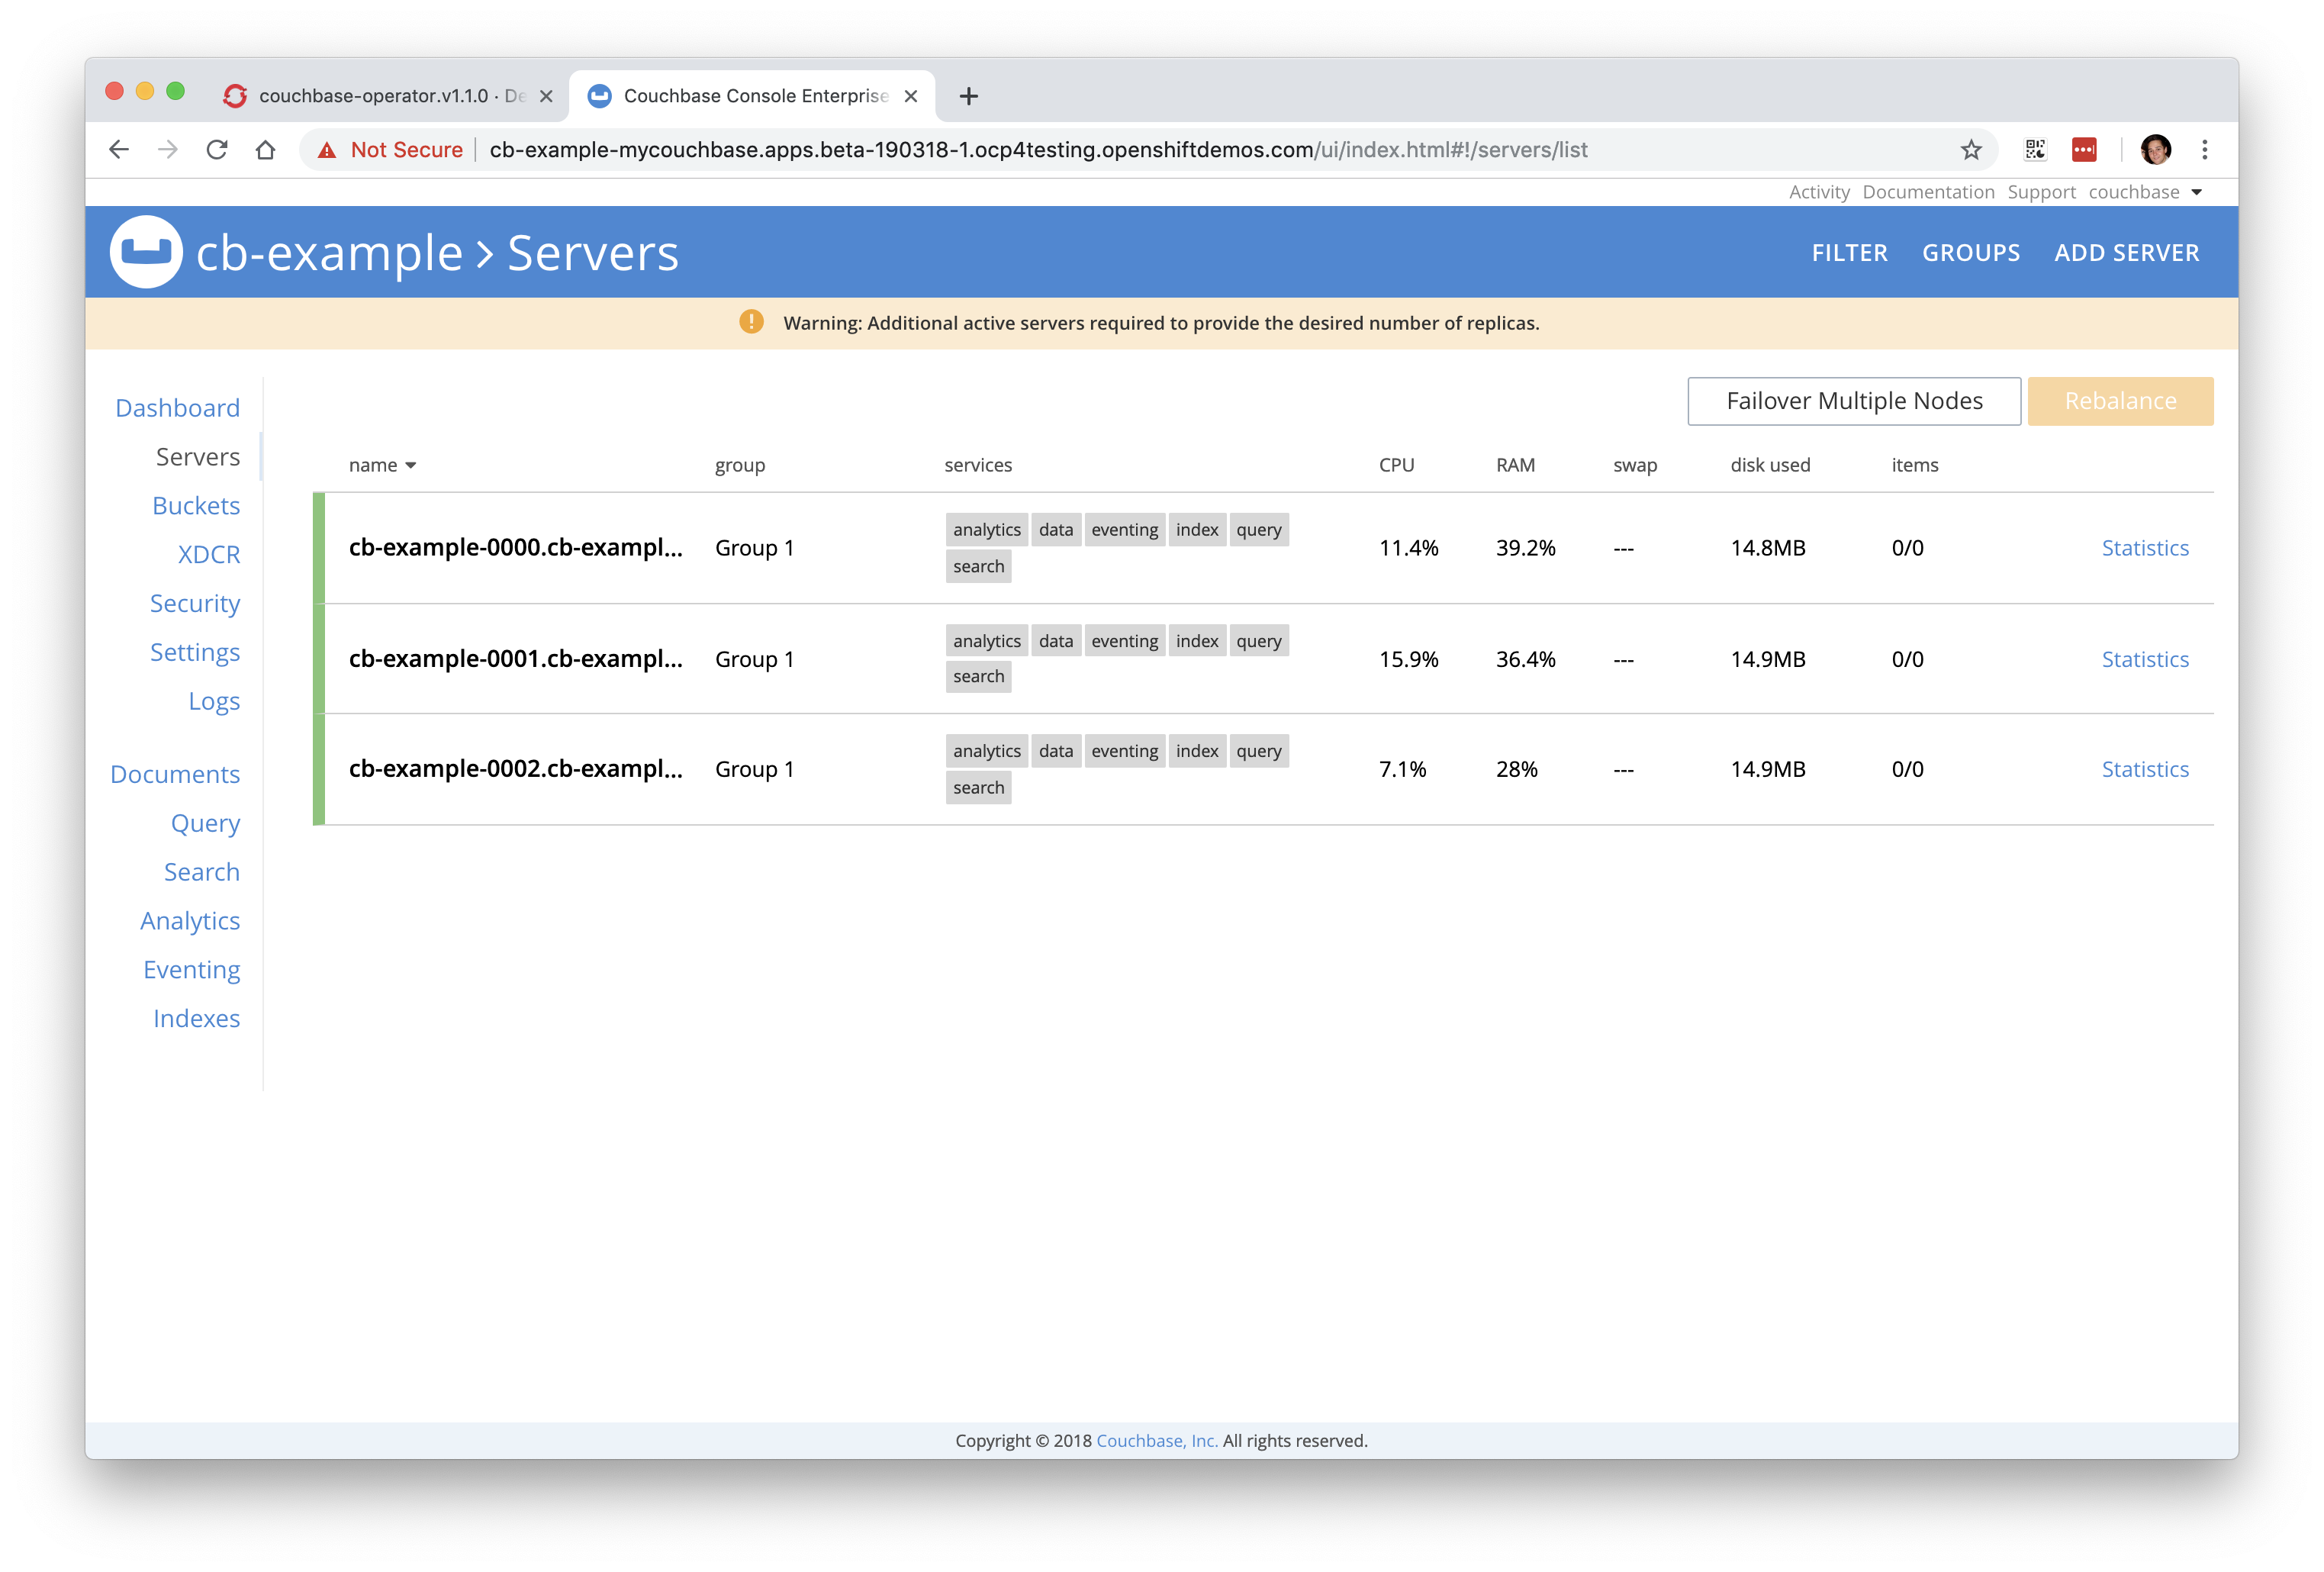 couchbase-operator.v1.1.0 · De
Couchbase Console Enterprise
Not Secure
cb-example-mycouchbase.apps.beta-190318-1.ocp4testing.openshiftdemos.com/ui/index.html#!/servers/list
Activity Documentation Support couchbase
cb-example > Servers
FILTER GROUPS ADD SERVER
Warning: Additional active servers required to provide the desired number of replicas.
Dashboard
Servers
Buckets
XDCR
Security
Settings
Logs
Documents
Query
Search
Analytics
Eventing
Indexes
Failover Multiple Nodes Rebalance
name group services CPU RAM swap disk used items
cb-example-0000.cb-exampl... Group 1 analytics data eventing index query 11.4% 39.2% --- 14.8MB 0/0 Statistics
search
cb-example-0001.cb-exampl... Group 1 analytics data eventing index query 15.9% 36.4% --- 14.9MB 0/0 Statistics
search
cb-example-0002.cb-exampl... Group 1 analytics data eventing index query 7.1% 28% --- 14.9MB 0/0 Statistics
search
Copyright © 2018 Couchbase, Inc. All rights reserved.